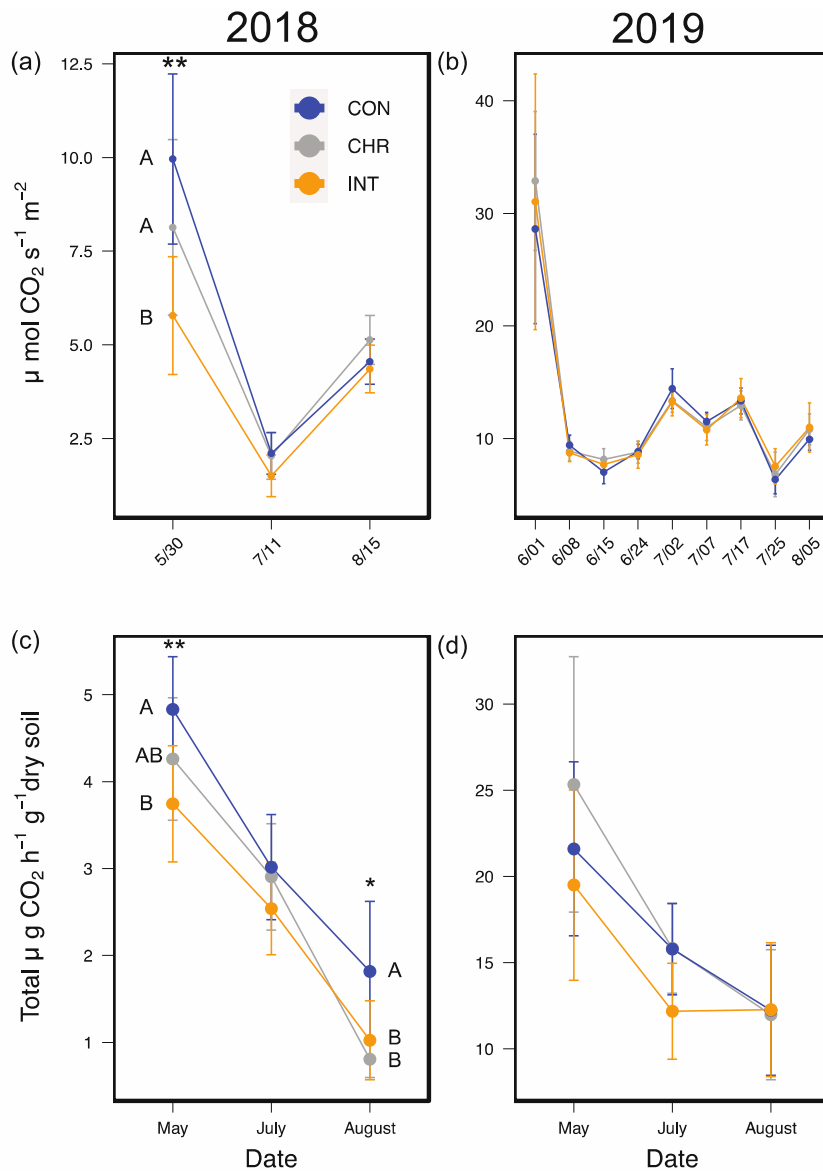 2018
2019
(a)
(b)
μ mol CO₂ s⁻¹ m⁻²
12.5
10.0
7.5
5.0
2.5
**
A
A
B
CON
CHR
INT
5/30
7/11
8/15
40
30
20
10
6/01
6/08
6/15
6/24
7/02
7/07
7/17
7/25
8/05
(c)
(d)
Total μ g CO₂ h⁻¹ g⁻¹dry soil
5
4
3
2
1
**
A
AB
B
*
A
B
B
May
July
August
Date
30
25
20
15
10
May
July
August
Date